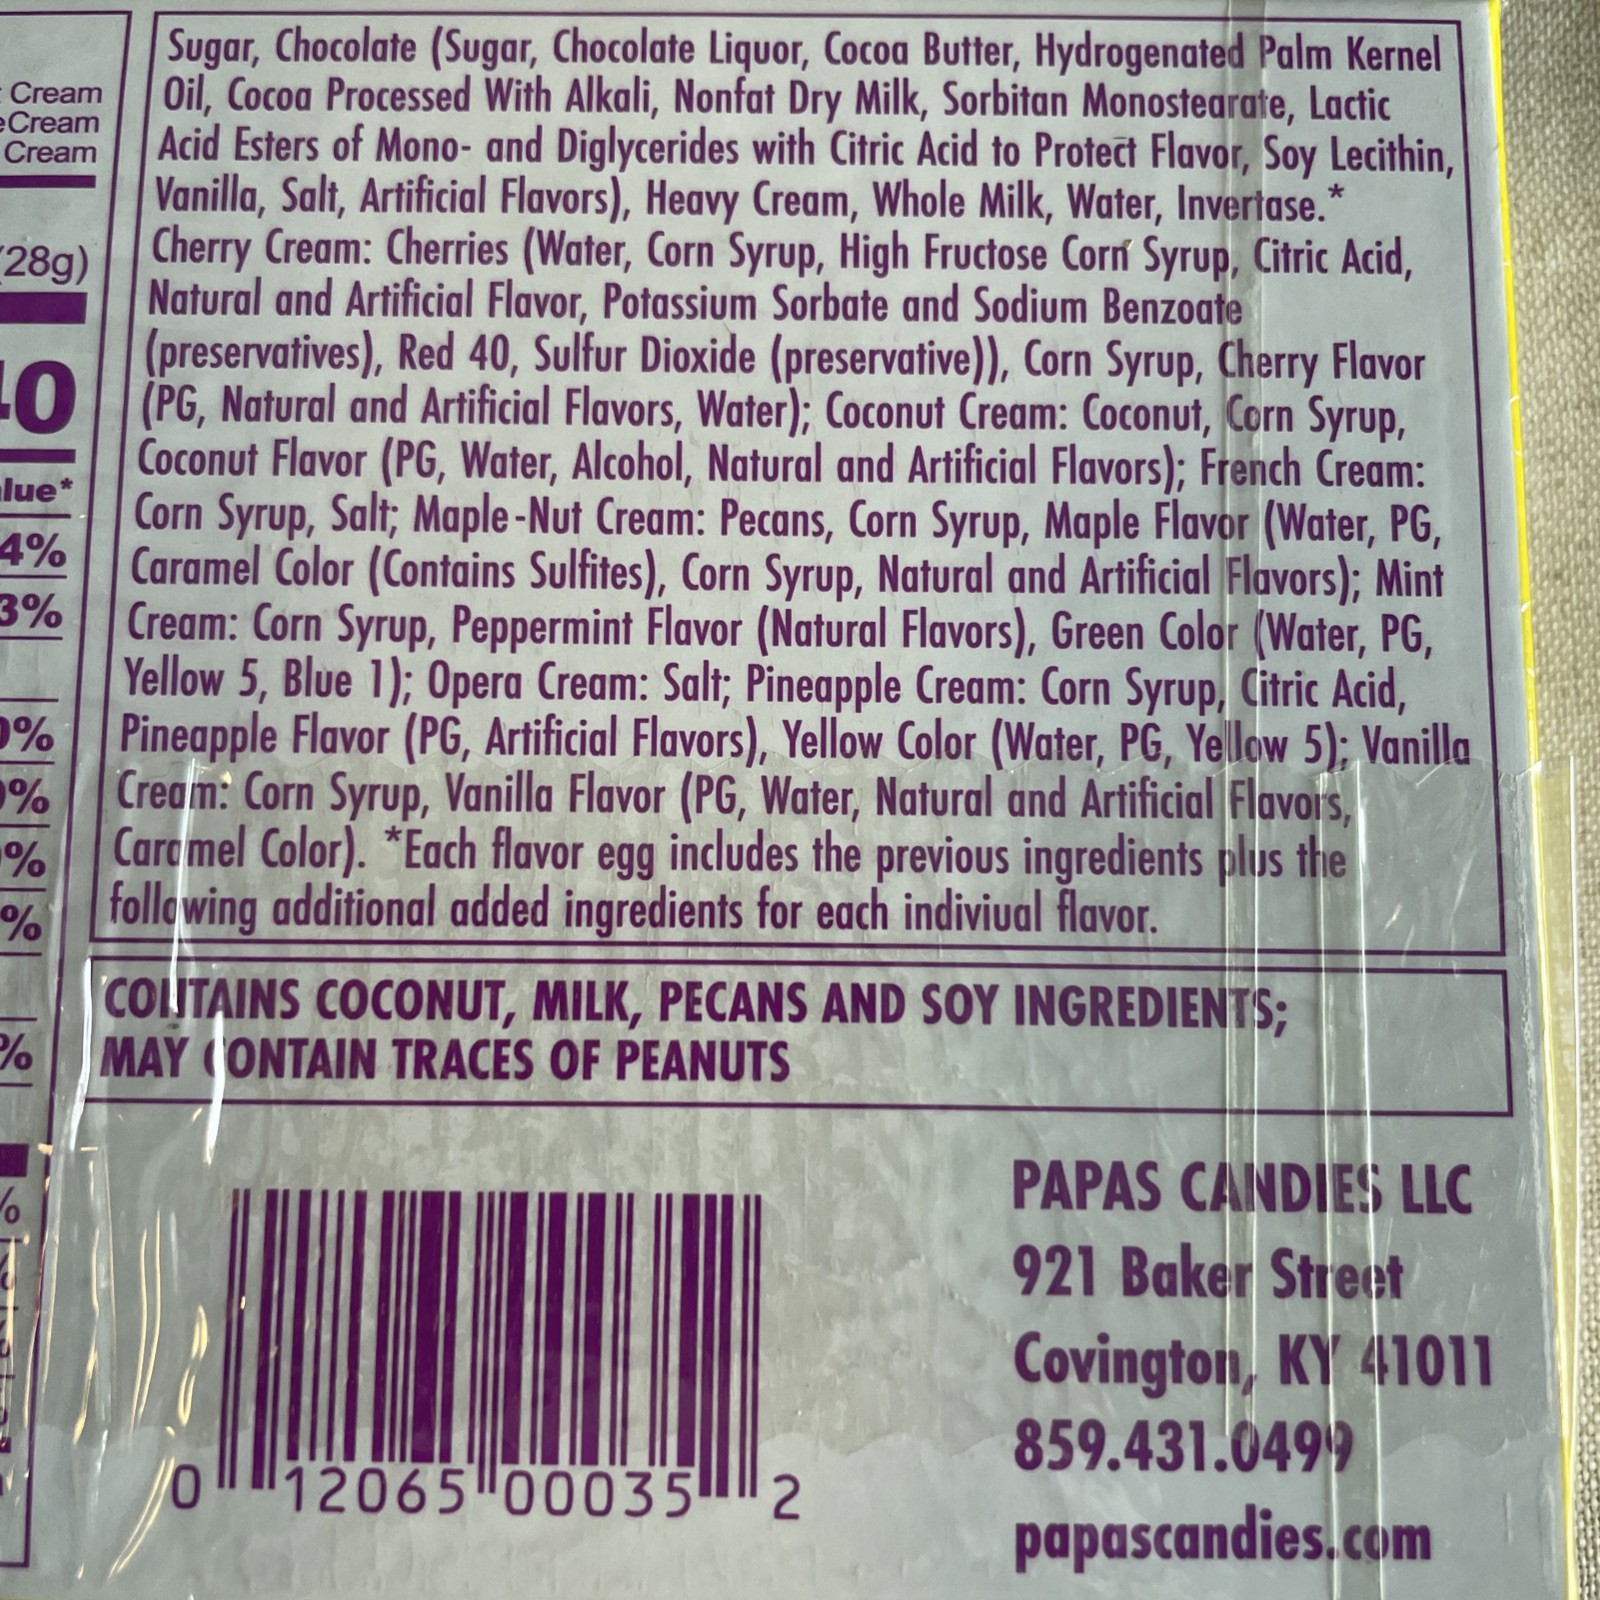 Cream
Cream
Cream
(28g)
40
4%
3%
0%
%
%
%
%
%
Sugar, Chocolate (Sugar, Chocolate Liquor, Cocoa Butter, Hydrogenated Palm Kernel
Oil, Cocoa Processed With Alkali, Nonfat Dry Milk, Sorbitan Monostearate, Lactic
Acid Esters of Mono- and Diglycerides with Citric Acid to Protect Flavor, Soy Lecithin,
Vanilla, Salt, Artificial Flavors), Heavy Cream, Whole Milk, Water, Invertase.*
Cherry Cream: Cherries (Water, Corn Syrup, High Fructose Corn Syrup, Citric Acid,
Natural and Artificial Flavor, Potassium Sorbate and Sodium Benzoate
(preservatives), Red 40, Sulfur Dioxide (preservative)), Corn Syrup, Cherry Flavor
(PG, Natural and Artificial Flavors, Water); Coconut Cream: Coconut, Corn Syrup,
Coconut Flavor (PG, Water, Alcohol, Natural and Artificial Flavors); French Cream:
Corn Syrup, Salt; Maple-Nut Cream: Pecans, Corn Syrup, Maple Flavor (Water, PG,
Caramel Color (Contains Sulfites), Corn Syrup, Natural and Artificial Flavors); Mint
Cream: Corn Syrup, Peppermint Flavor (Natural Flavors), Green Color (Water, PG,
Yellow 5, Blue 1); Opera Cream: Salt; Pineapple Cream: Corn Syrup, Citric Acid,
Pineapple Flavor (PG, Artificial Flavors), Yellow Color (Water, PG, Yellow 5); Vanilla
Cream: Corn Syrup, Vanilla Flavor (PG, Water, Natural and Artificial Flavors,
Caramel Color). *Each flavor egg includes the previous ingredients plus the
following additional added ingredients for each indiviual flavor.
CONTAINS COCONUT, MILK, PECANS AND SOY INGREDIENTS;
MAY CONTAIN TRACES OF PEANUTS
0 12065 00035 2
PAPAS CANDIES LLC
921 Baker Street
Covington, KY 41011
859.431.0499
papascandies.com